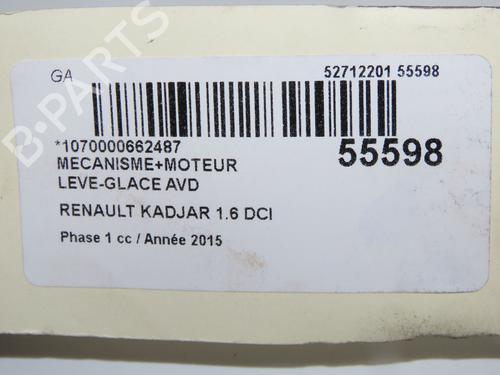 GA
52712201 55598
*1070000662487
55598
MECANISME+MOTEUR
LEVE-GLACE AVD
RENAULT KADJAR 1.6 DCI
Phase 1 cc / Année 2015
B-PARTS